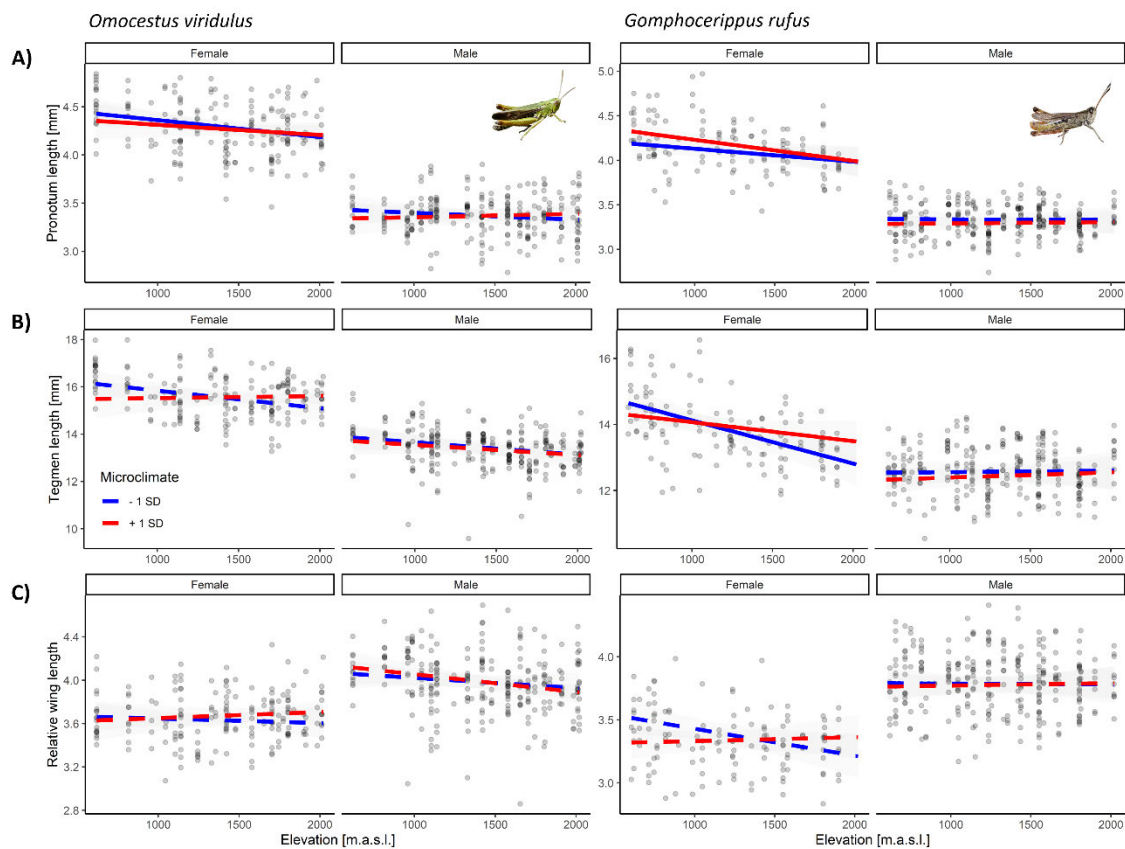 Omocestus viridulus Gomphocerippus rufus
A)
Female Male Female Male
Pronotum length [mm]
4.5
4.0
3.5
3.0
5.0
4.5
4.0
3.5
3.0
1000 1500 2000 1000 1500 2000 1000 1500 2000 1000 1500 2000
B)
Female Male Female Male
Tegmen length [mm]
18
16
14
12
10
16
14
12
Microclimate
- 1 SD
+ 1 SD
1000 1500 2000 1000 1500 2000 1000 1500 2000 1000 1500 2000
C)
Female Male Female Male
Relative wing length
4.4
4.0
3.6
3.2
2.8
4.0
3.5
3.0
1000 1500 2000 1000 1500 2000 1000 1500 2000 1000 1500 2000
Elevation [m.a.s.l.] Elevation [m.a.s.l.]